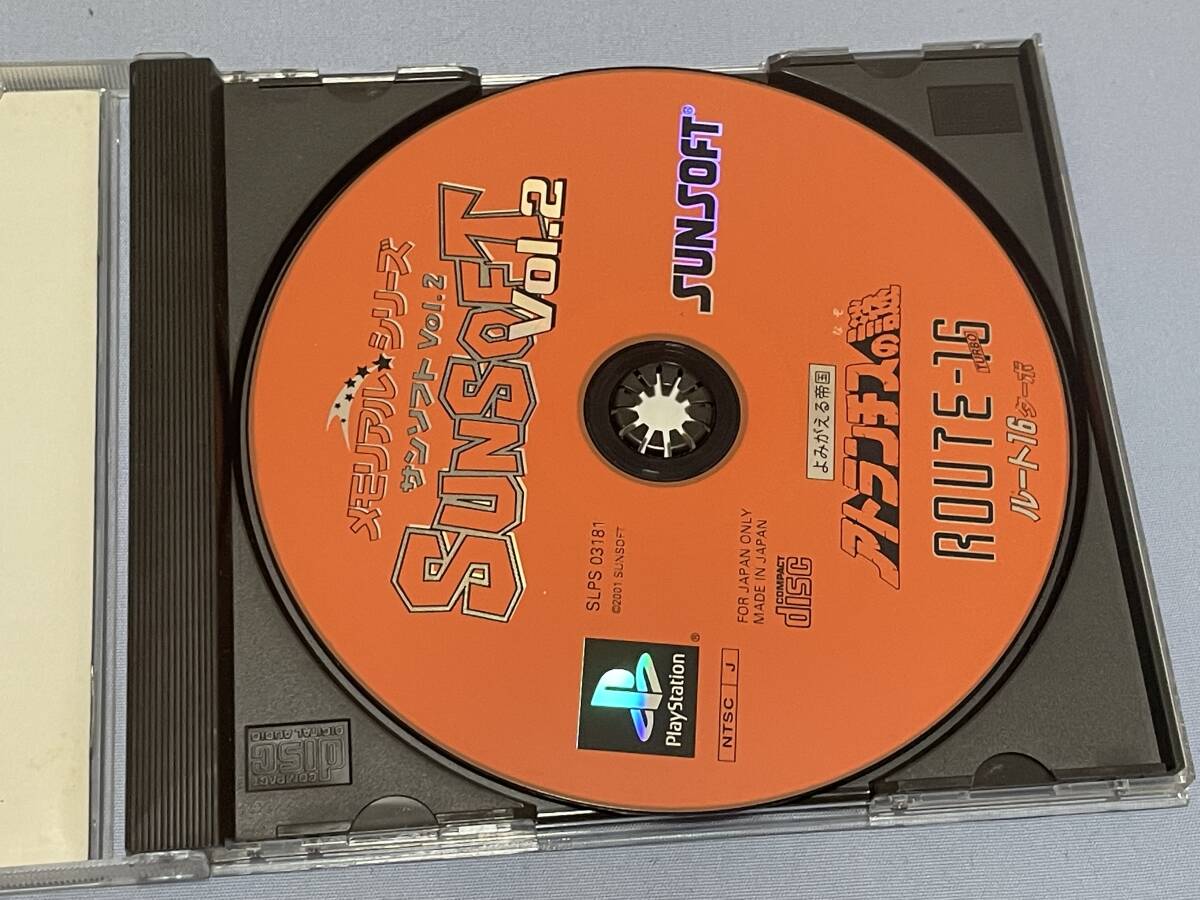 メモリアル★シリーズ
サンソフト Vol.2
SUNSOFT
Vol.2
SLPS 03181
©2001 SUNSOFT
PlayStation®
NTSC J
FOR JAPAN ONLY
MADE IN JAPAN
COMPACT
disc
SUNSOFT®
よみがえる帝国
なぞ
アトランチスの謎
ROUTE-16
TURBO
ルート16ターボ
COMPACT
disc
DIGITAL AUDIO